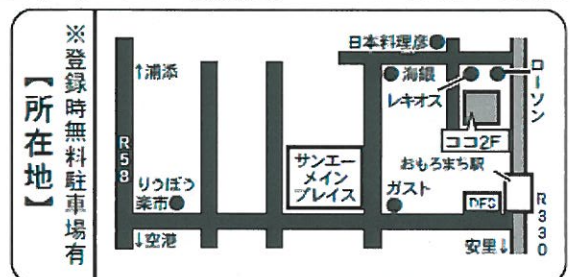 ※登録時無料駐車場有
【所在地】
日本料理彦
↑浦添
海銀
レキオス
ローソン
R58
ココ2F
サンエー
メイン
プレイス
おもろまち駅
りうぼう
楽市
ガスト
DFS
R330
↓空港
安里↓